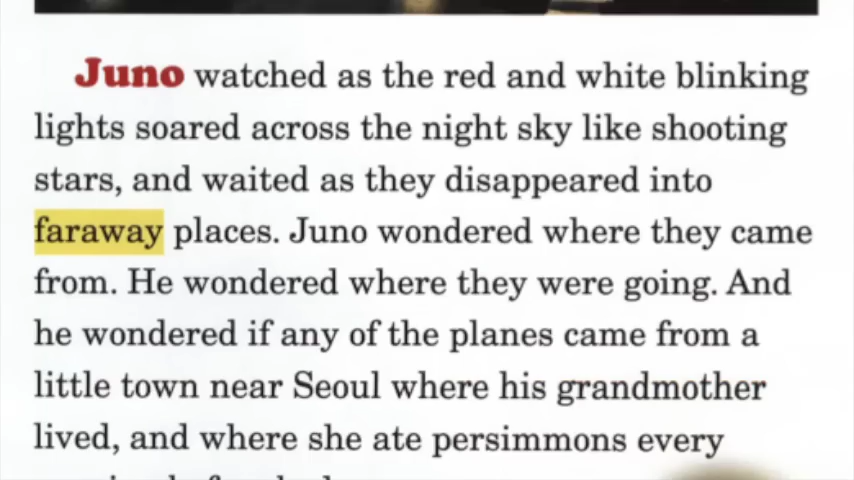 Juno watched as the red and white blinking
lights soared across the night sky like shooting
stars, and waited as they disappeared into
faraway places. Juno wondered where they came
from. He wondered where they were going. And
he wondered if any of the planes came from a
little town near Seoul where his grandmother
lived, and where she ate persimmons every